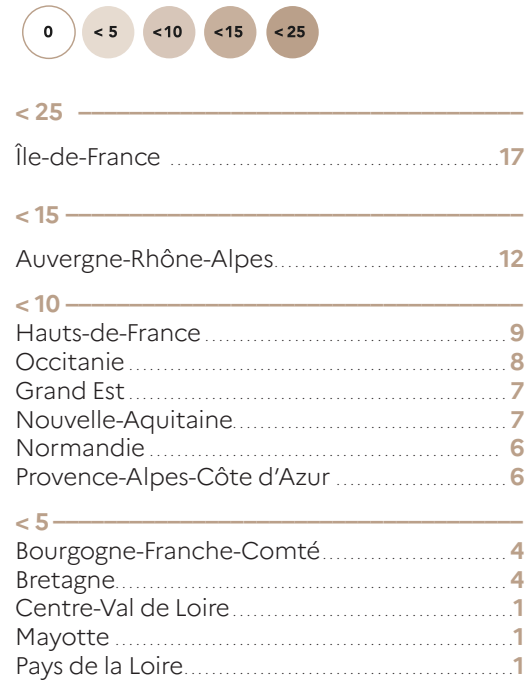 0 < 5 <10 <15 < 25
< 25
Île-de-France 17
< 15
Auvergne-Rhône-Alpes 12
< 10
Hauts-de-France 9
Occitanie 8
Grand Est 7
Nouvelle-Aquitaine 7
Normandie 6
Provence-Alpes-Côte d’Azur 6
< 5
Bourgogne-Franche-Comté 4
Bretagne 4
Centre-Val de Loire 1
Mayotte 1
Pays de la Loire 1